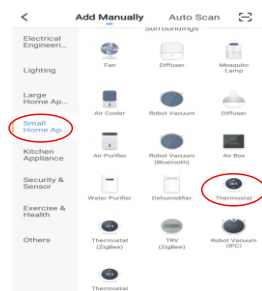 Add Manually Auto Scan
Surroundings
Electrical
Engineeri...
Fan
Diffuser
Mosquito
Lamp
Lighting
Large
Home Ap...
Air Cooler
Robot Vacuum
Diffuser
Small
Home Ap...
Kitchen
Appliance
Air Purifier
Robot Vacuum
(Bluetooth)
Air Box
Security &
Sensor
Water Purifier
Dehumidifier
Thermostat
Exercise &
Health
Others
Thermostat
(ZigBee)
TRV
(ZigBee)
Robot Vacuum
(IPC)
Thermostat